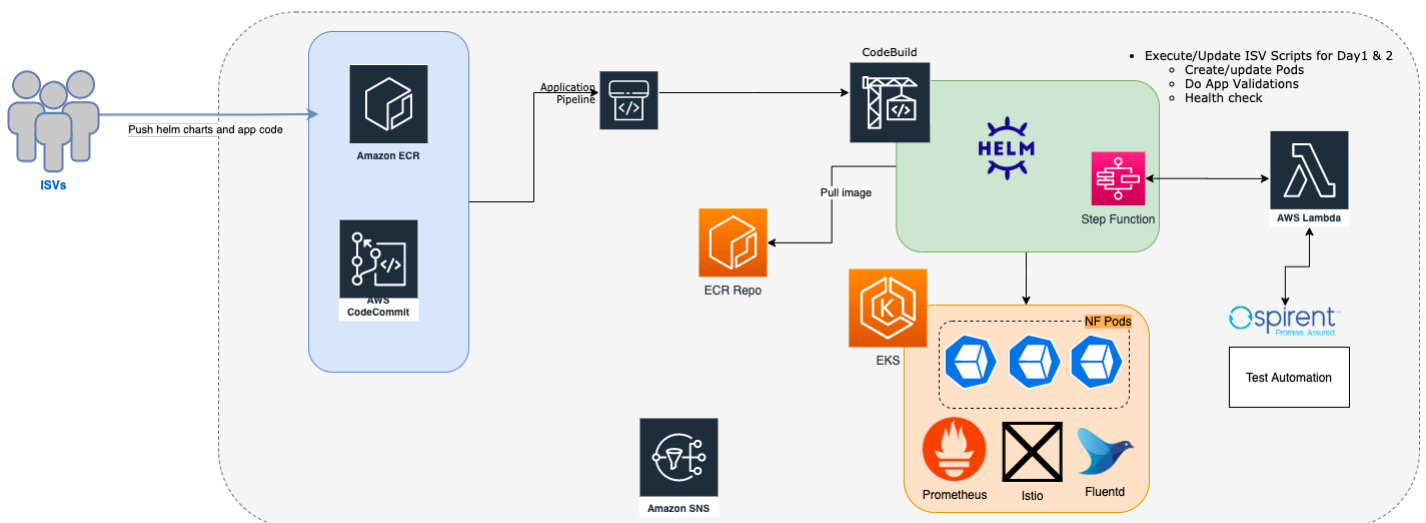 CodeBuild
• Execute/Update ISV Scripts for Day1 & 2
Create/update Pods
Do App Validations
Health check
Application
Pipeline
</>
</>
Push helm charts and app code
Amazon ECR
HELM
ISVs
Pull image
Step Function
AWS Lambda
</>
ECR Repo
AWS
CodeCommit
spirent™
Promise. Assured.
NF Pods
K
EKS
Test Automation
Prometheus
Istio
Fluentd
Amazon SNS